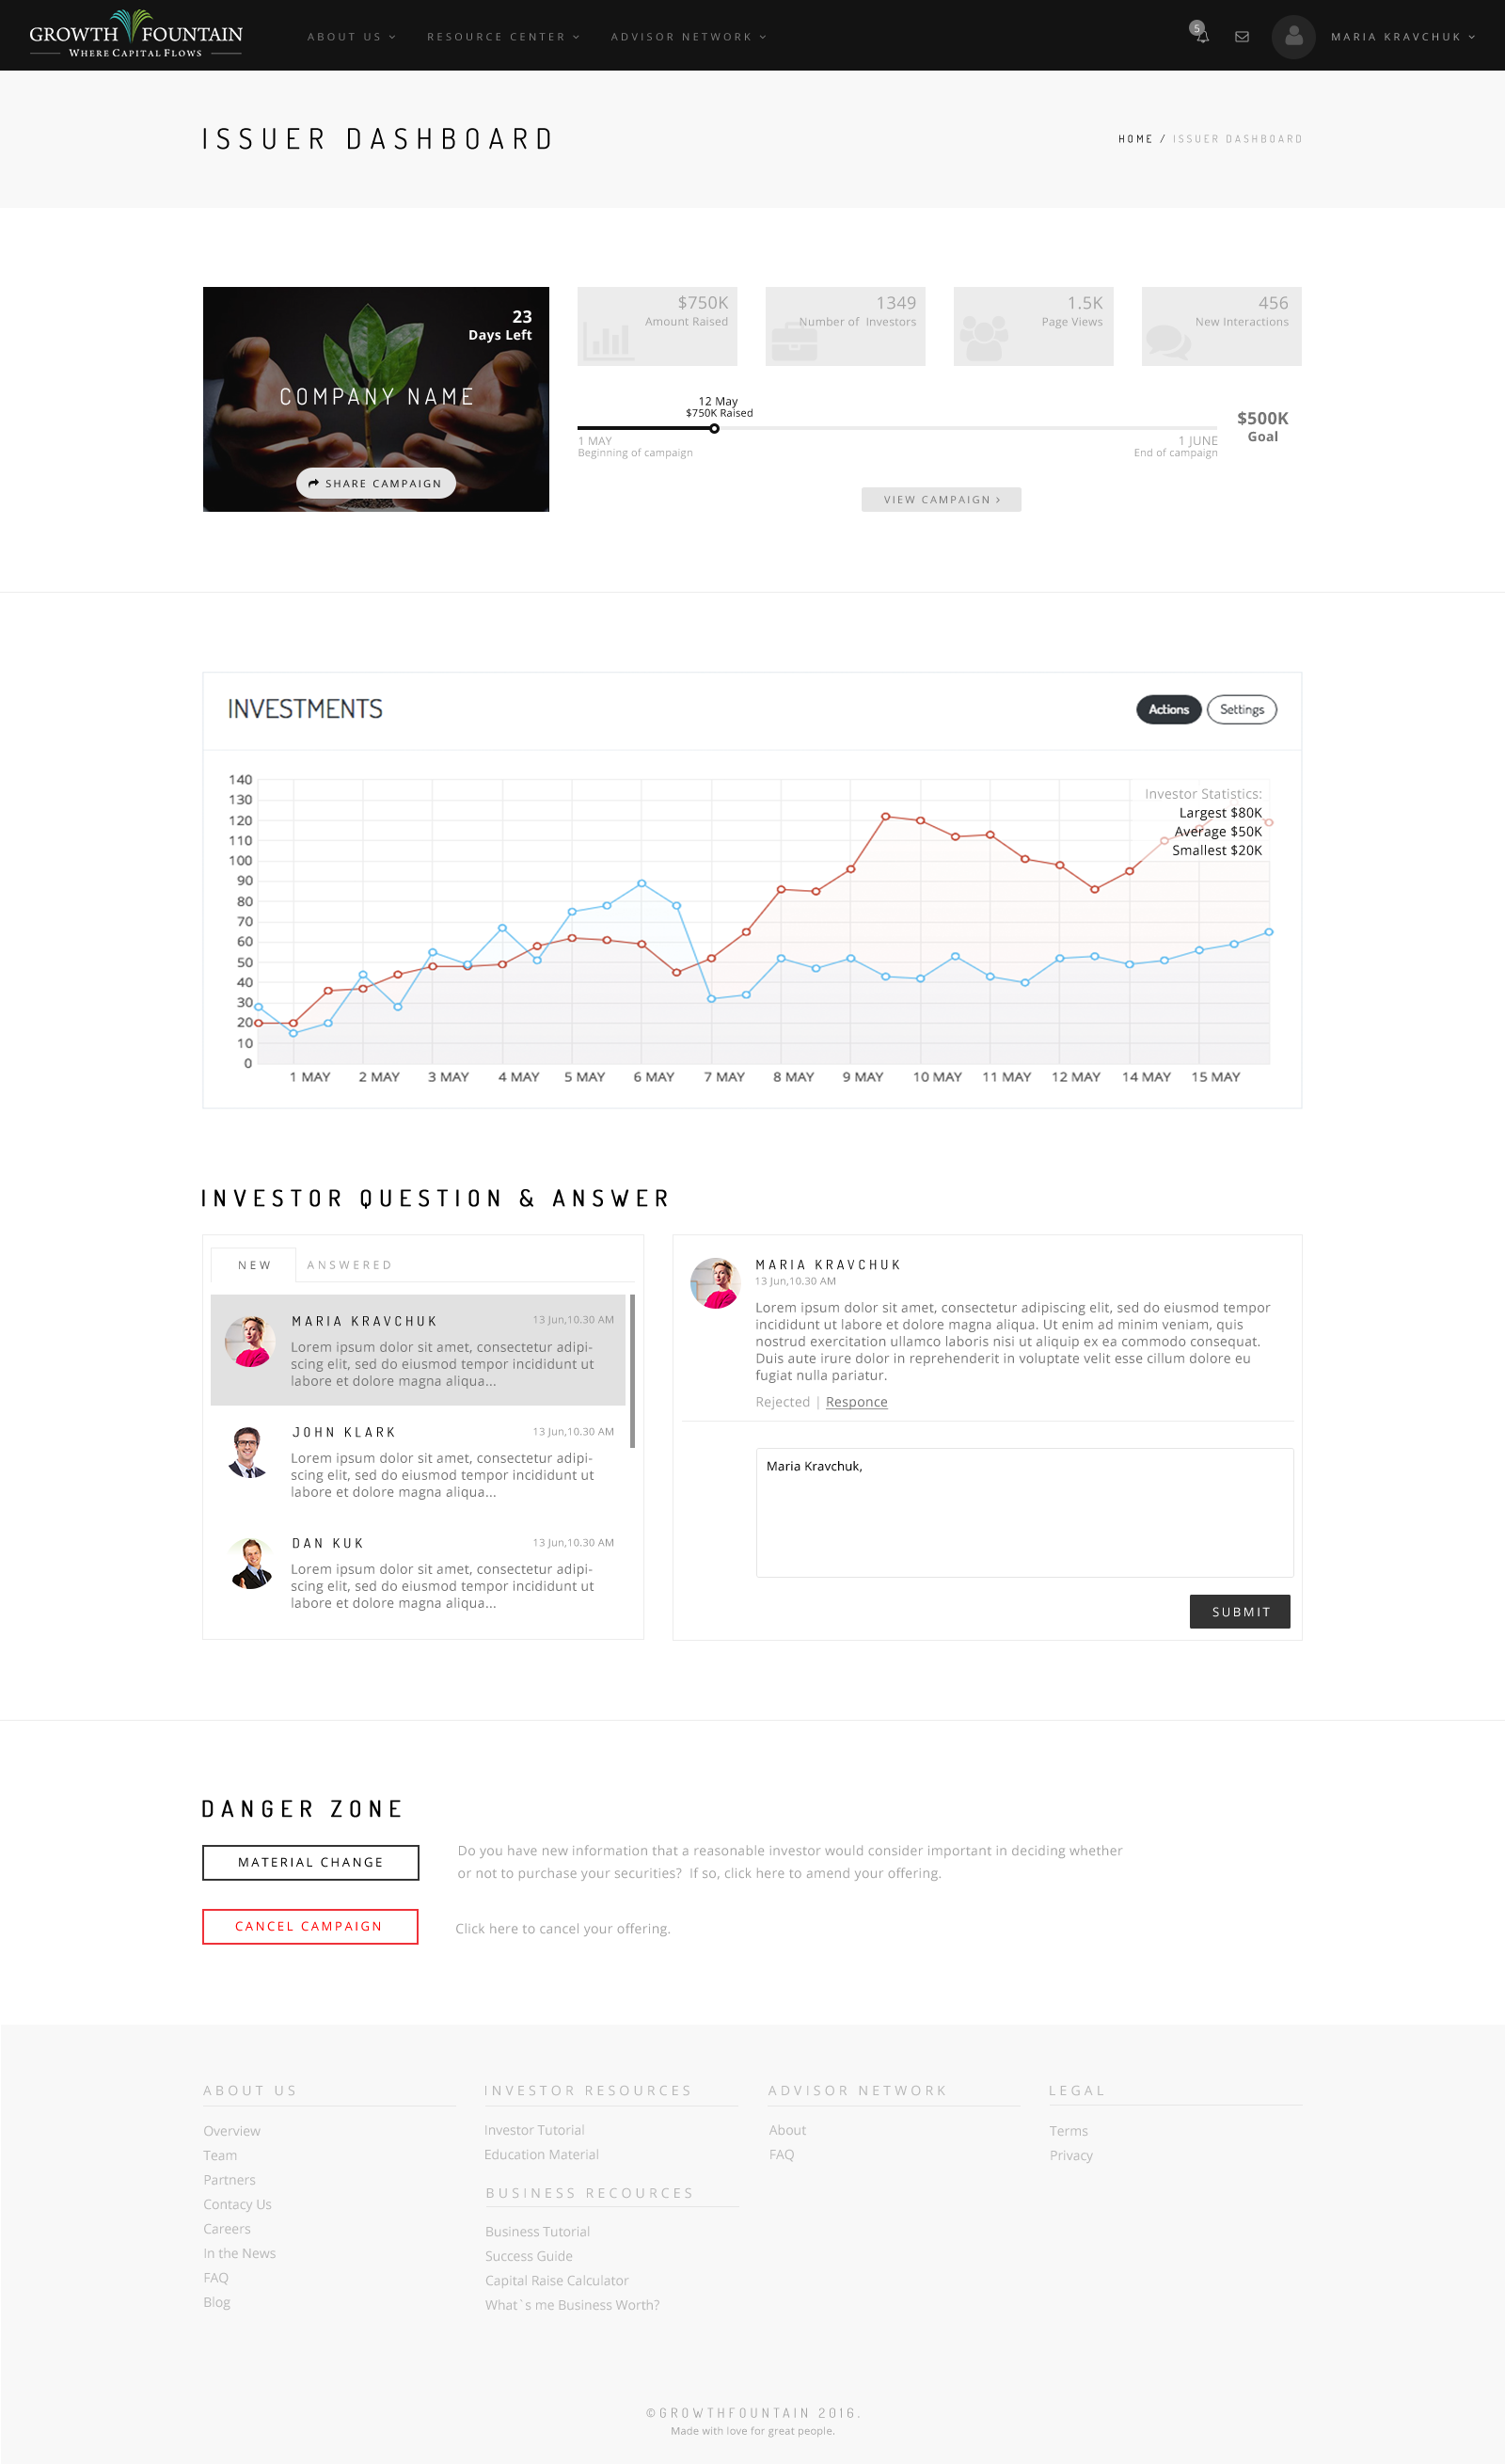 GROWTH FOUNTAIN
WHERE CAPITAL FLOWS
ABOUT US
RESOURCE CENTER
ADVISOR NETWORK
5
MARIA KRAVCHUK
ISSUER DASHBOARD
HOME / ISSUER DASHBOARD
23
Days Left
COMPANY NAME
SHARE CAMPAIGN
$750K
Amount Raised
1349
Number of Investors
1.5K
Page Views
456
New Interactions
12 May
$750K Raised
1 MAY
Beginning of campaign
1 JUNE
End of campaign
$500K
Goal
VIEW CAMPAIGN
INVESTMENTS
Actions
Settings
140
130
120
110
100
90
80
70
60
50
40
30
20
10
0
Investor Statistics:
Largest $80K
Average $50K
Smallest $20K
1 MAY 2 MAY 3 MAY 4 MAY 5 MAY 6 MAY 7 MAY 8 MAY 9 MAY 10 MAY 11 MAY 12 MAY 14 MAY 15 MAY
INVESTOR QUESTION & ANSWER
NEW
ANSWERED
MARIA KRAVCHUK
13 Jun,10.30 AM
Lorem ipsum dolor sit amet, consectetur adipi-
scing elit, sed do eiusmod tempor incididunt ut
labore et dolore magna aliqua...
JOHN KLARK
13 Jun,10.30 AM
Lorem ipsum dolor sit amet, consectetur adipi-
scing elit, sed do eiusmod tempor incididunt ut
labore et dolore magna aliqua...
DAN KUK
13 Jun,10.30 AM
Lorem ipsum dolor sit amet, consectetur adipi-
scing elit, sed do eiusmod tempor incididunt ut
labore et dolore magna aliqua...
MARIA KRAVCHUK
13 Jun,10.30 AM
Lorem ipsum dolor sit amet, consectetur adipiscing elit, sed do eiusmod tempor
incididunt ut labore et dolore magna aliqua. Ut enim ad minim veniam, quis
nostrud exercitation ullamco laboris nisi ut aliquip ex ea commodo consequat.
Duis aute irure dolor in reprehenderit in voluptate velit esse cillum dolore eu
fugiat nulla pariatur.
Rejected | Responce
Maria Kravchuk,
SUBMIT
DANGER ZONE
MATERIAL CHANGE
Do you have new information that a reasonable investor would consider important in deciding whether
or not to purchase your securities? If so, click here to amend your offering.
CANCEL CAMPAIGN
Click here to cancel your offering.
ABOUT US
Overview
Team
Partners
Contacy Us
Careers
In the News
FAQ
Blog
INVESTOR RESOURCES
Investor Tutorial
Education Material
BUSINESS RECOURCES
Business Tutorial
Success Guide
Capital Raise Calculator
What`s me Business Worth?
ADVISOR NETWORK
About
FAQ
LEGAL
Terms
Privacy
©GROWTHFOUNTAIN 2016.
Made with love for great people.